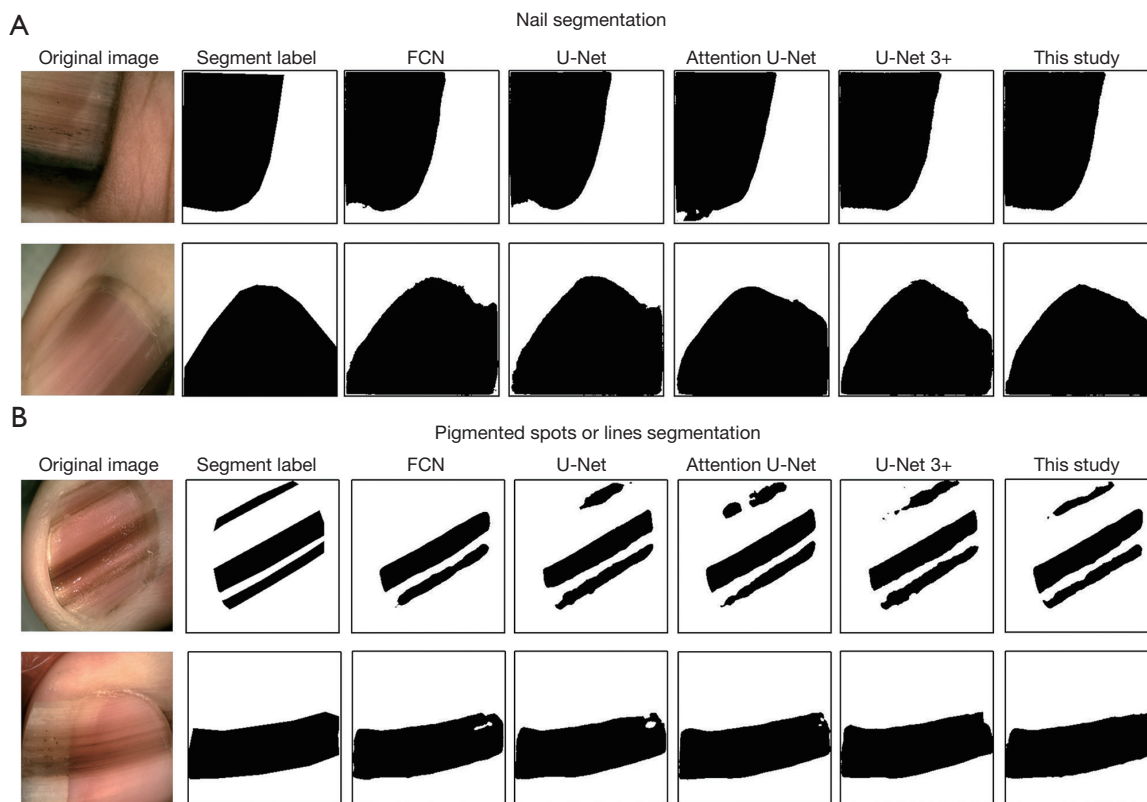 A
Nail segmentation
Original image Segment label FCN U-Net Attention U-Net U-Net 3+ This study
B
Pigmented spots or lines segmentation
Original image Segment label FCN U-Net Attention U-Net U-Net 3+ This study